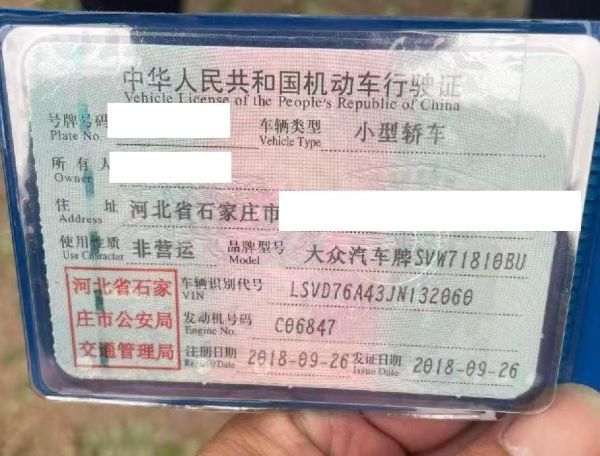 中华人民共和国机动车行驶证
Vehicle License of the People's Republic of China
号牌号码 车辆类型 小型轿车
Plate No. Vehicle Type
所有人
Owner
住址 河北省石家庄市
Address
使用性质 非营运 品牌型号 大众汽车牌SVW71810BU
Use Character Model
河北省石家 车辆识别代号 LSVD76A43JN132060
VIN
庄市公安局 发动机号码 C06847
Engine No.
交通管理局 注册日期 2018-09-26 发证日期 2018-09-26
Register Date Issue Date